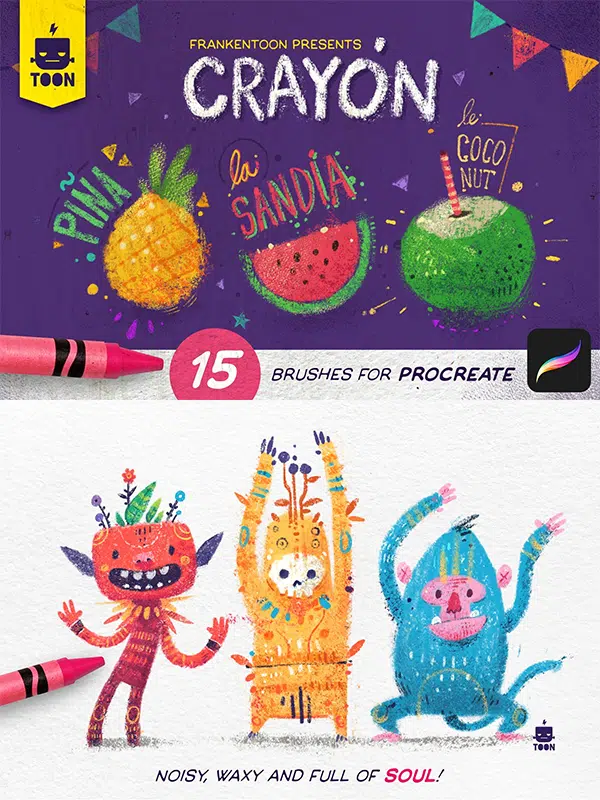 TOON
FRANKENTOON PRESENTS
CRAYÓN
PIÑA
la
SANDÍA
le
COCO
NUT
15
BRUSHES FOR PROCREATE
TOON
NOISY, WAXY AND FULL OF SOUL!